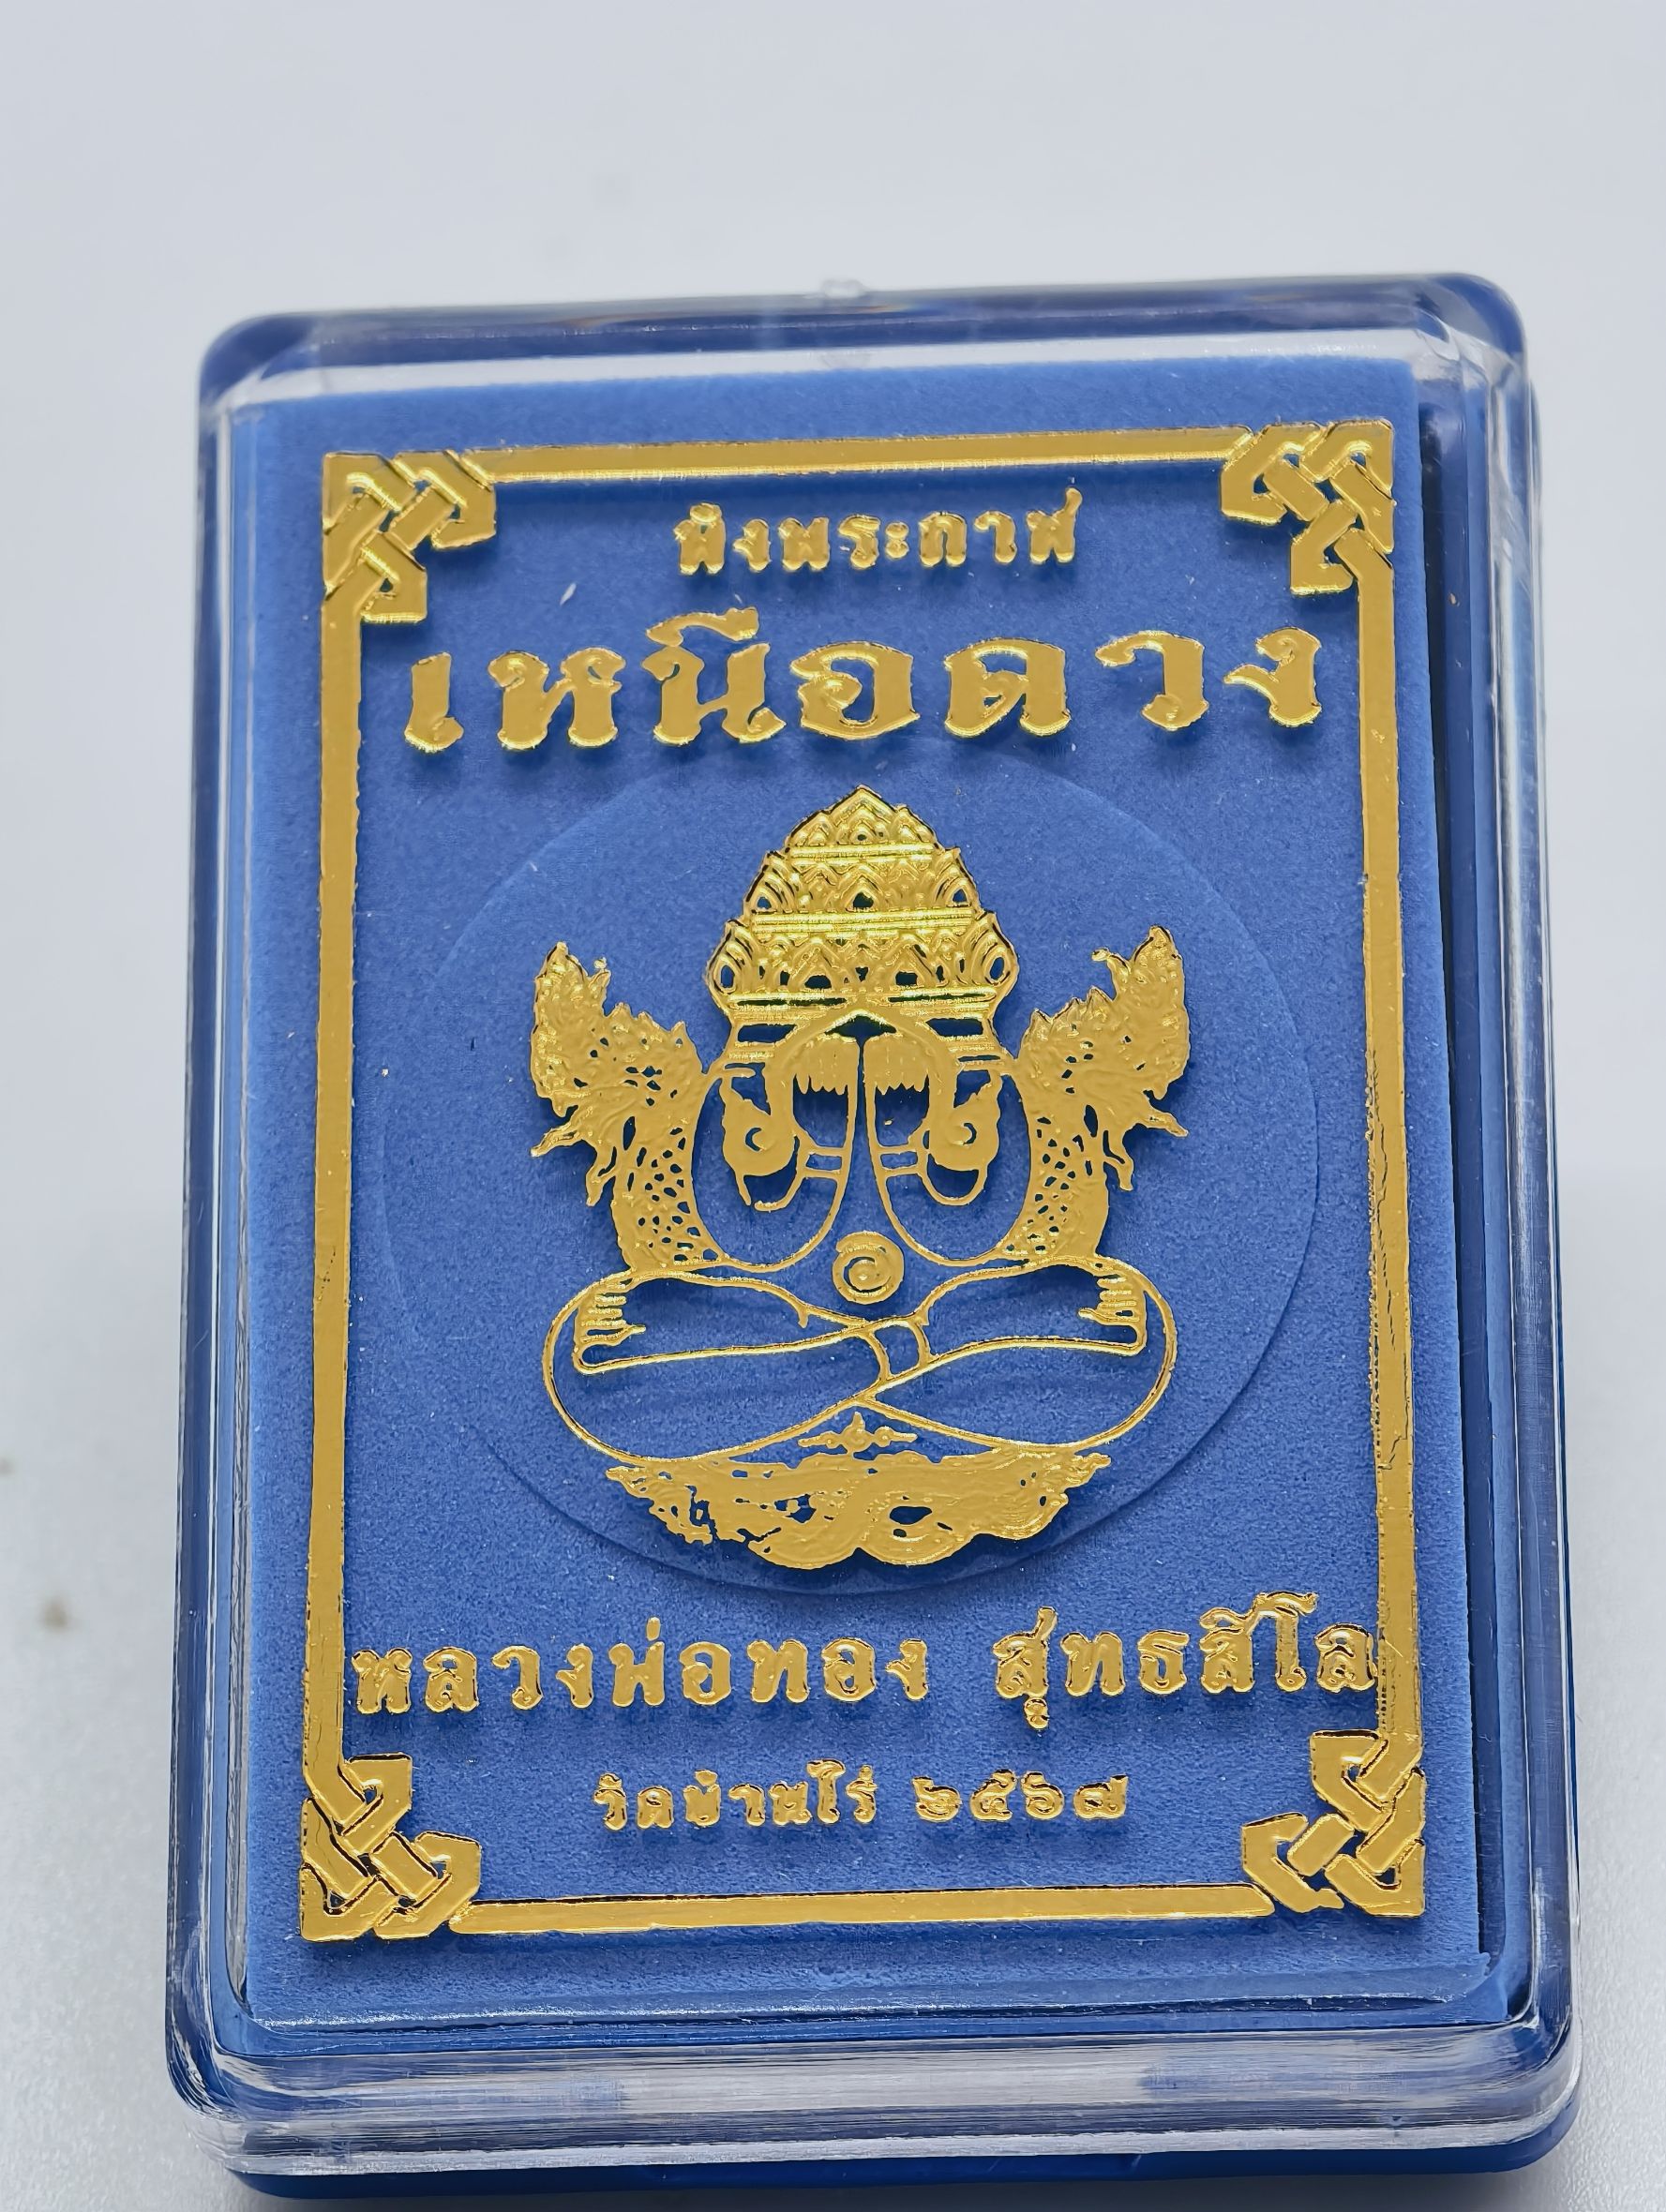 พังพระกาฬ
เหนือดวง
หลวงพ่อทอง สุทธสีโล
วัดบ้านไร่ ๒๕๖๗